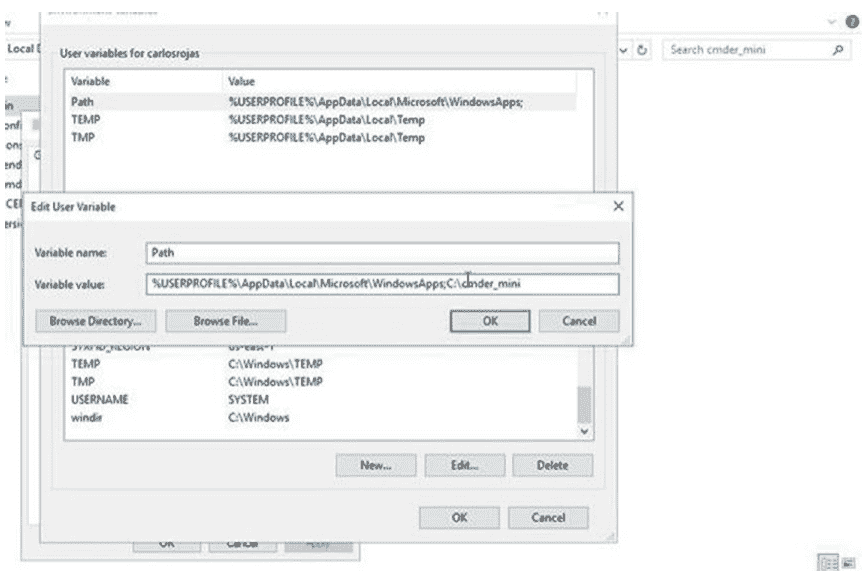 Local
Search cmder_mini
User variables for carlosrojas
Variable Value
Path %USERPROFILE%\AppData\Local\Microsoft\WindowsApps;
TEMP %USERPROFILE%\AppData\Local\Temp
TMP %USERPROFILE%\AppData\Local\Temp
Edit User Variable
Variable name: Path
Variable value: %USERPROFILE%\AppData\Local\Microsoft\WindowsApps;C:\cmder_mini
Browse Directory... Browse File... OK Cancel
TEMP C:\Windows\TEMP
TMP C:\Windows\TEMP
USERNAME SYSTEM
windir C:\Windows
New... Edit... Delete
OK Cancel
OK Cancel Apply